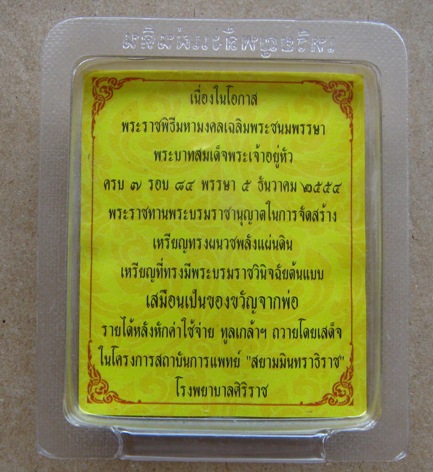 เนื่องในโอกาส
พระราชพิธีมหามงคลเฉลิมพระชนมพรรษา
พระบาทสมเด็จพระเจ้าอยู่หัว
ครบ ๗ รอบ ๘๔ พรรษา ๕ ธันวาคม ๒๕๕๔
พระราชทานพระบรมราชานุญาตในการจัดสร้าง
เหรียญทรงผนวชพลังแผ่นดิน
เหรียญที่ทรงมีพระบรมราชวินิจฉัยต้นแบบ
เสมือนเป็นของขวัญจากพ่อ
รายได้หลังหักค่าใช้จ่าย ทูลเกล้าฯ ถวายโดยเสด็จ
ในโครงการสถาบันการแพทย์ "สยามมินทราธิราช"
โรงพยาบาลศิริราช